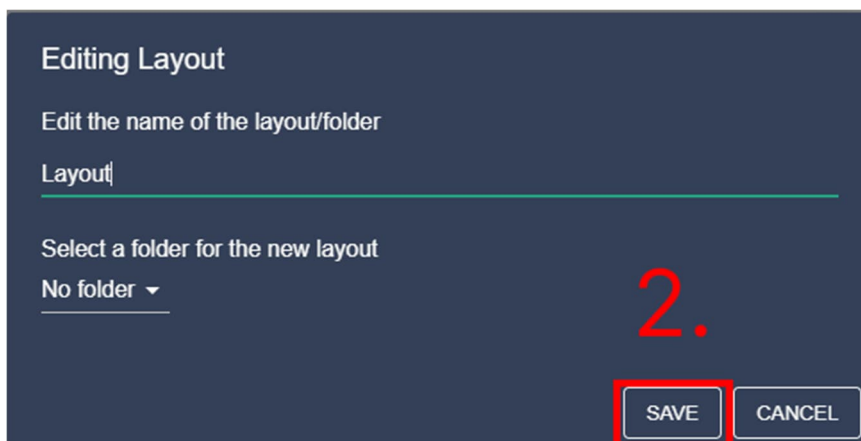 Editing Layout
Edit the name of the layout/folder
Layout
Select a folder for the new layout
No folder
2.
SAVE CANCEL